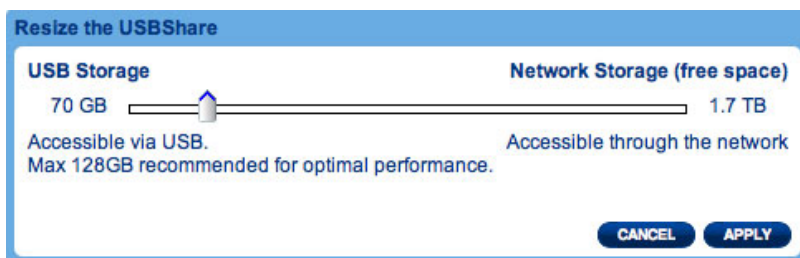 Resize the USBShare
USB Storage Network Storage (free space)
70 GB 1.7 TB
Accessible via USB. Accessible through the network
Max 128GB recommended for optimal performance.
CANCEL APPLY